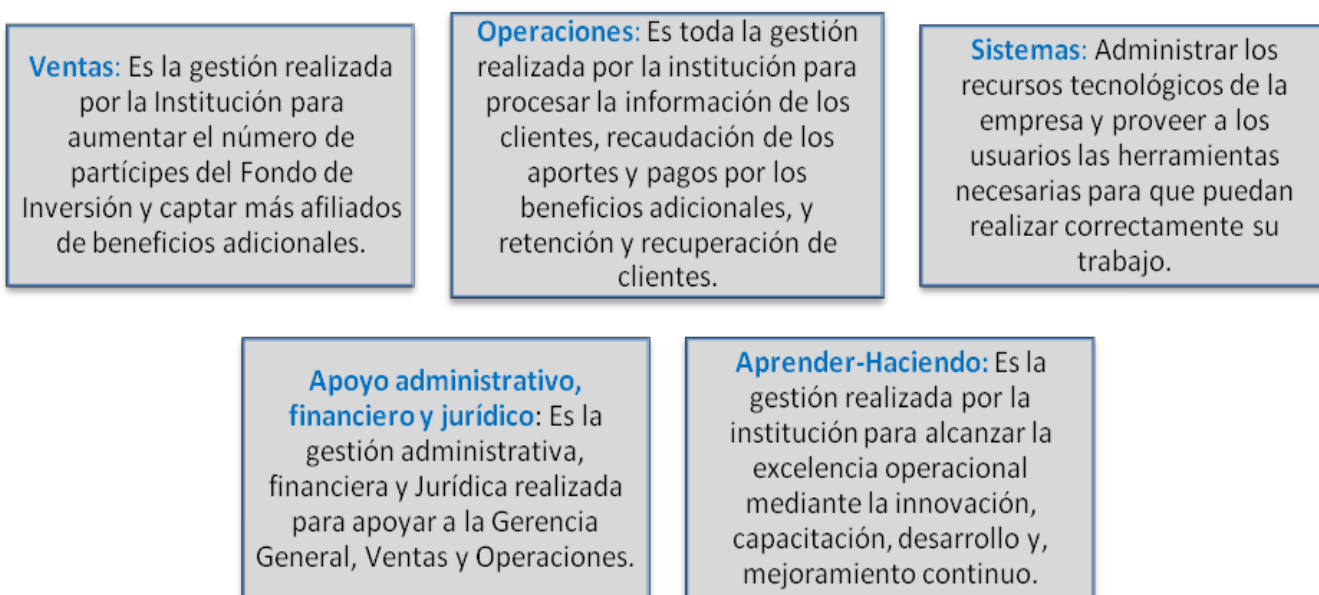 Ventas: Es la gestión realizada
por la Institución para
aumentar el número de
partícipes del Fondo de
Inversión y captar más afiliados
de beneficios adicionales.
Operaciones: Es toda la gestión
realizada por la institución para
procesar la información de los
clientes, recaudación de los
aportes y pagos por los
beneficios adicionales, y
retención y recuperación de
clientes.
Sistemas: Administrar los
recursos tecnológicos de la
empresa y proveer a los
usuarios las herramientas
necesarias para que puedan
realizar correctamente su
trabajo.
Apoyo administrativo,
financiero y jurídico: Es la
gestión administrativa,
financiera y Jurídica realizada
para apoyar a la Gerencia
General, Ventas y Operaciones.
Aprender-Haciendo: Es la
gestión realizada por la
institución para alcanzar la
excelencia operacional
mediante la innovación,
capacitación, desarrollo y,
mejoramiento continuo.